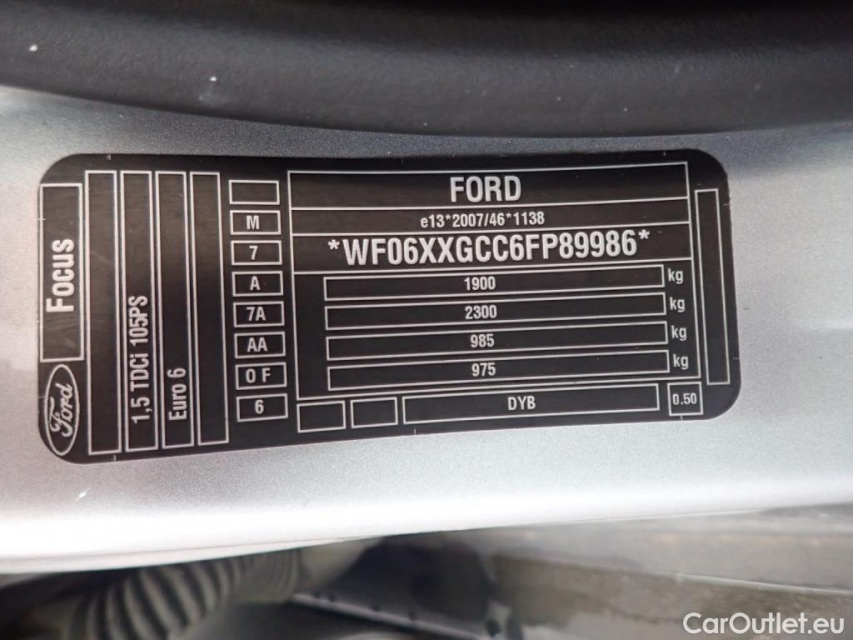 FORD
e13*2007/46*1138
*WF06XXGCC6FP89986*
1900 kg
2300 kg
985 kg
975 kg
DYB
0.50
M
7
A
7A
AA
0 F
6
Focus
Ford
1,5 TDCi 105PS
Euro 6
CarOutlet.eu